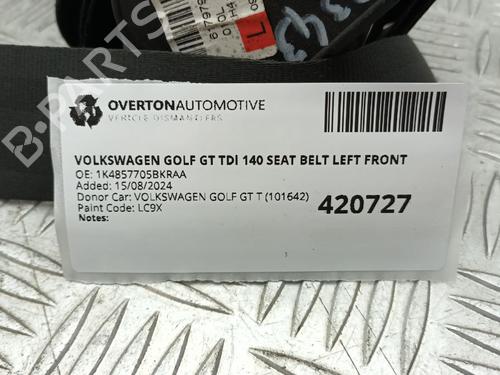 L
OVERTONAUTOMOTIVE
VEHICLE DISMANTLERS
VOLKSWAGEN GOLF GT TDI 140 SEAT BELT LEFT FRONT
OE: 1K4857705BKRAA
Added: 15/08/2024
Donor Car: VOLKSWAGEN GOLF GT T (101642)
Paint Code: LC9X
Notes:
420727
B-PARTS